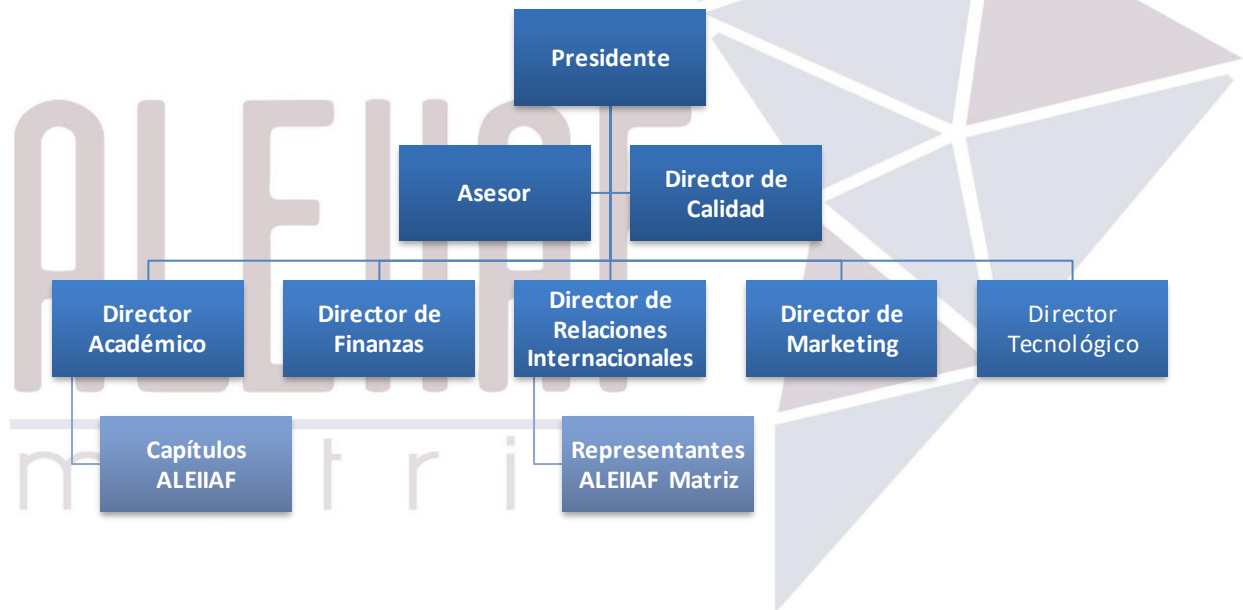 Presidente
Asesor
Director de
Calidad
Director
Académico
Director de
Finanzas
Director de
Relaciones
Internacionales
Director de
Marketing
Director
Tecnológico
Capítulos
ALEIIAF
Representantes
ALEIIAF Matriz
ALEIIAF
matri